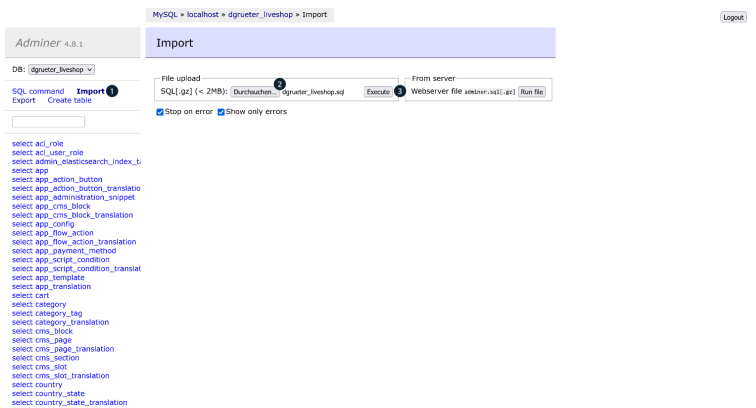 MySQL » localhost » dgrueter_liveshop » Import
Logout
Adminer 4.8.1
Import
DB: dgrueter_liveshop
File upload
From server
SQL command Import 1
Export Create table
2
SQL[.gz] (< 2MB): Durchsuchen... dgrueter_liveshop.sql Execute 3 Webserver file adminer.sql[.gz] Run file
Stop on error Show only errors
select acl_role
select acl_user_role
select admin_elasticsearch_index_ta
select app
select app_action_button
select app_action_button_translatio
select app_administration_snippet
select app_cms_block
select app_cms_block_translation
select app_config
select app_flow_action
select app_flow_action_translation
select app_payment_method
select app_script_condition
select app_script_condition_translat
select app_template
select app_translation
select cart
select category
select category_tag
select category_translation
select cms_block
select cms_page
select cms_page_translation
select cms_section
select cms_slot
select cms_slot_translation
select country
select country_state
select country_state_translation